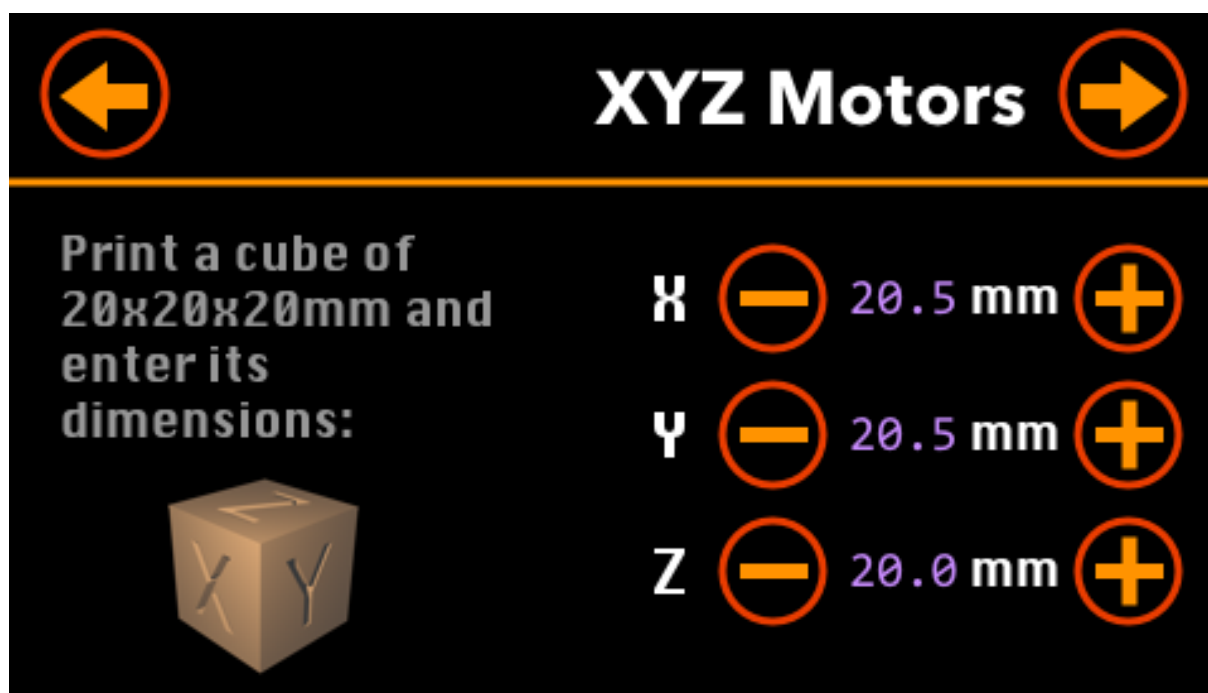 XYZ Motors
Print a cube of
20x20x20mm and
enter its
dimensions:
X 20.5 mm
Y 20.5 mm
Z 20.0 mm
Z
X Y